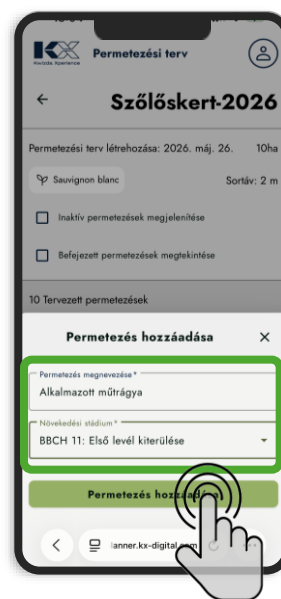 KX
Kwizda Xperience
Permetezési terv
Szőlőskert-2026
Permetezési terv létrehozása: 2026. máj. 26. 10ha
Sauvignon blanc Sortáv: 2 m
Inaktív permetezések megjelenítése
Befejezett permetezések megtekintése
10 Tervezett permetezések
Permetezés hozzáadása
Permetezés megnevezése*
Alkalmazott műtrágya
Növekedési stádium*
BBCH 11: Első levél kiterülése
Permetezés hozzáadása
lanner.kx-digital.com